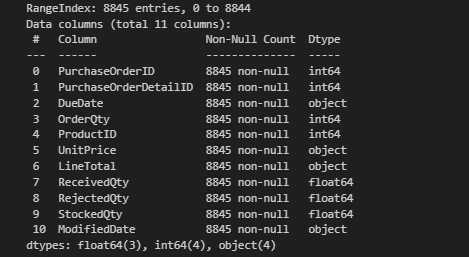 RangeIndex: 8845 entries, 0 to 8844
Data columns (total 11 columns):
 #   Column                 Non-Null Count  Dtype
---  ------                 --------------  -----
 0   PurchaseOrderID        8845 non-null   int64
 1   PurchaseOrderDetailID  8845 non-null   int64
 2   DueDate                8845 non-null   object
 3   OrderQty               8845 non-null   int64
 4   ProductID              8845 non-null   int64
 5   UnitPrice              8845 non-null   object
 6   LineTotal              8845 non-null   object
 7   ReceivedQty            8845 non-null   float64
 8   RejectedQty            8845 non-null   float64
 9   StockedQty             8845 non-null   float64
 10  ModifiedDate           8845 non-null   object
dtypes: float64(3), int64(4), object(4)